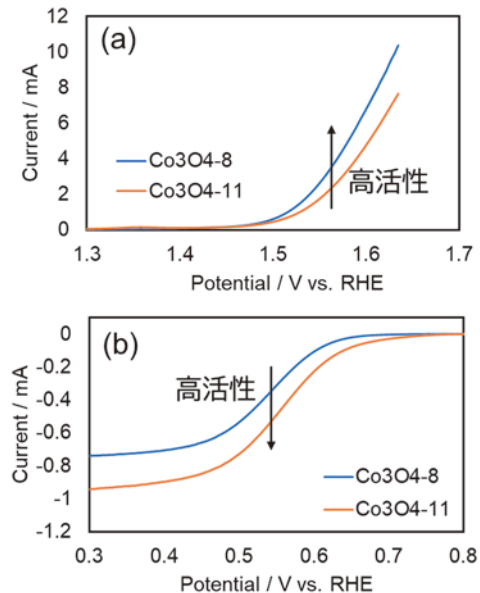 (a)
12
10
8
6
4
2
0
Current / mA
Co3O4-8
Co3O4-11
高活性
1.3 1.4 1.5 1.6 1.7
Potential / V vs. RHE
(b)
0
-0.2
-0.4
-0.6
-0.8
-1
-1.2
Current / mA
高活性
Co3O4-8
Co3O4-11
0.3 0.4 0.5 0.6 0.7 0.8
Potential / V vs. RHE